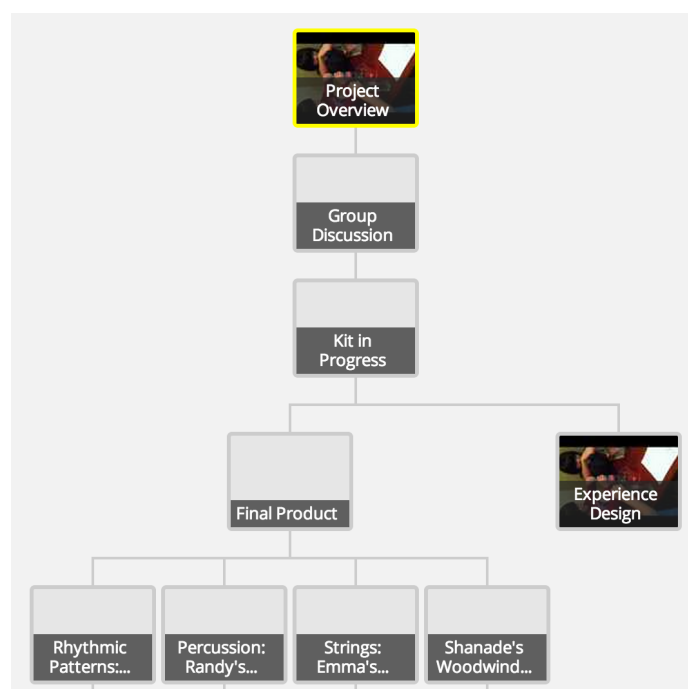 Project
Overview
Group
Discussion
Kit in
Progress
Final Product
Experience
Design
Rhythmic
Patterns:...
Percussion:
Randy's...
Strings:
Emma's...
Shanade's
Woodwind...